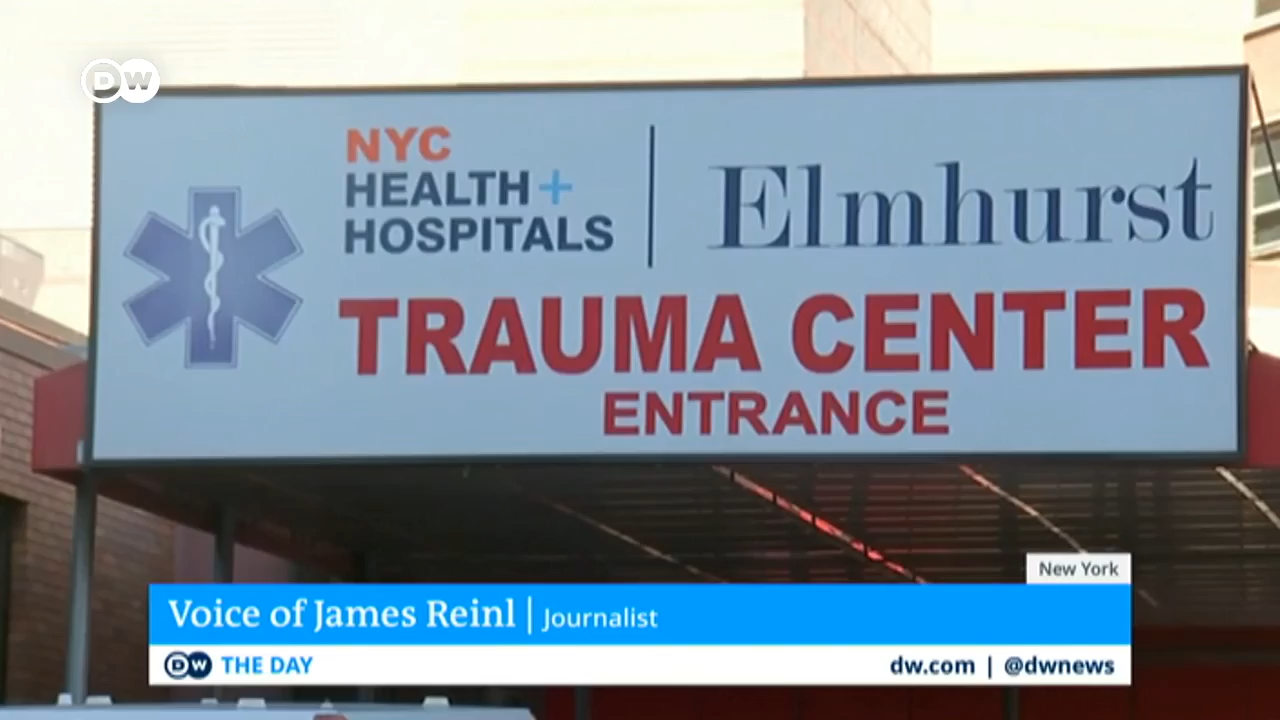 DW
NYC
HEALTH+
HOSPITALS
Elmhurst
TRAUMA CENTER
ENTRANCE
New York
Voice of James Reinl | Journalist
DW THE DAY
dw.com | @dwnews